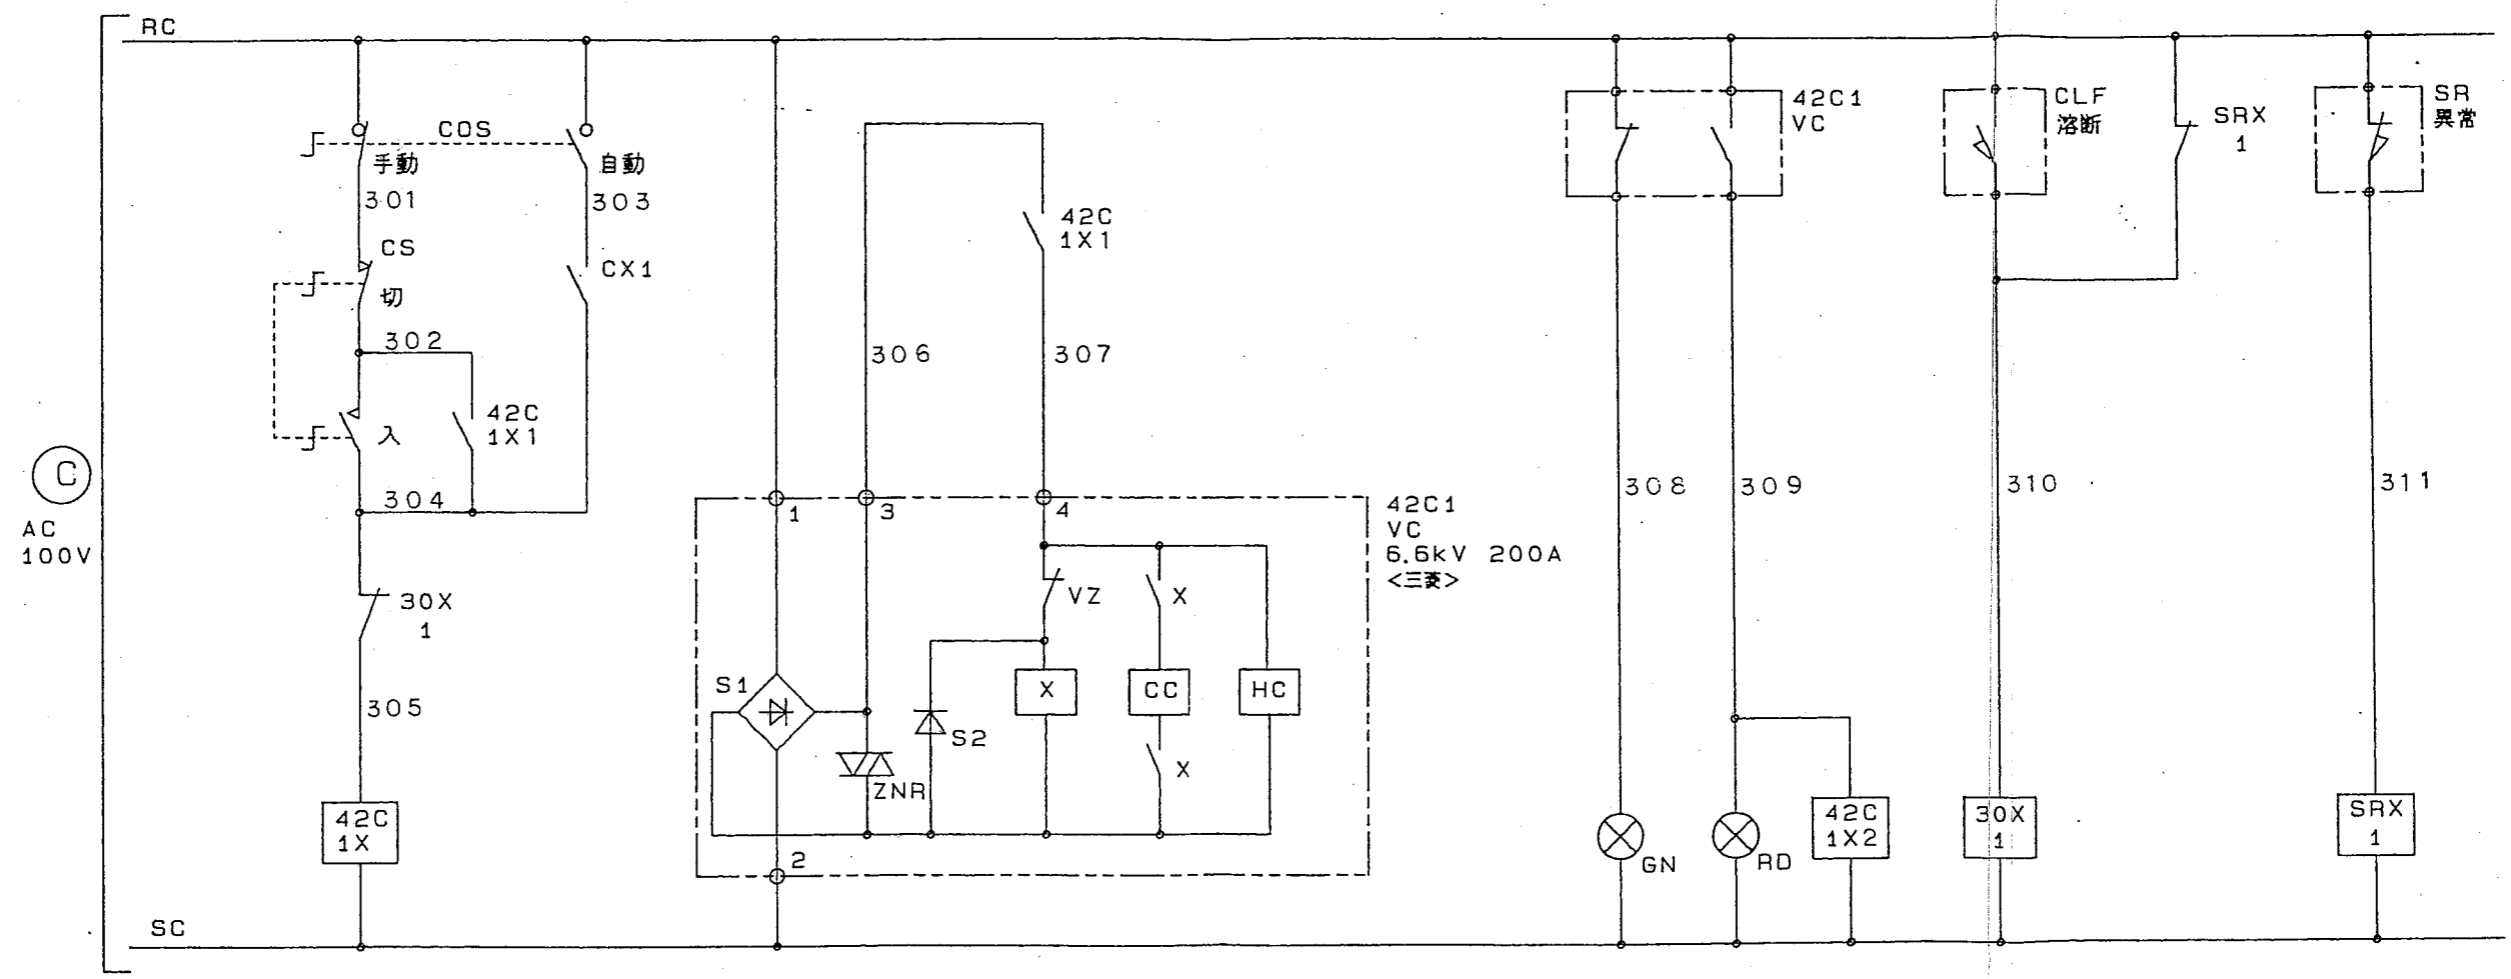 RC
COS
手動
自動
301
303
CS
切
CX1
302
42C
1X1
入
304
C
AC
100V
30X
1
305
42C
1X
SC
42C
1X1
306
307
1
3
4
42C1
VC
6.6kV 200A
<三菱>
VZ
X
S1
X
CC
HC
S2
ZNR
X
2
42C1
VC
CLF
溶断
SRX
1
SR
異常
308
309
310
311
GN
RD
42C
1X2
30X
1
SRX
1